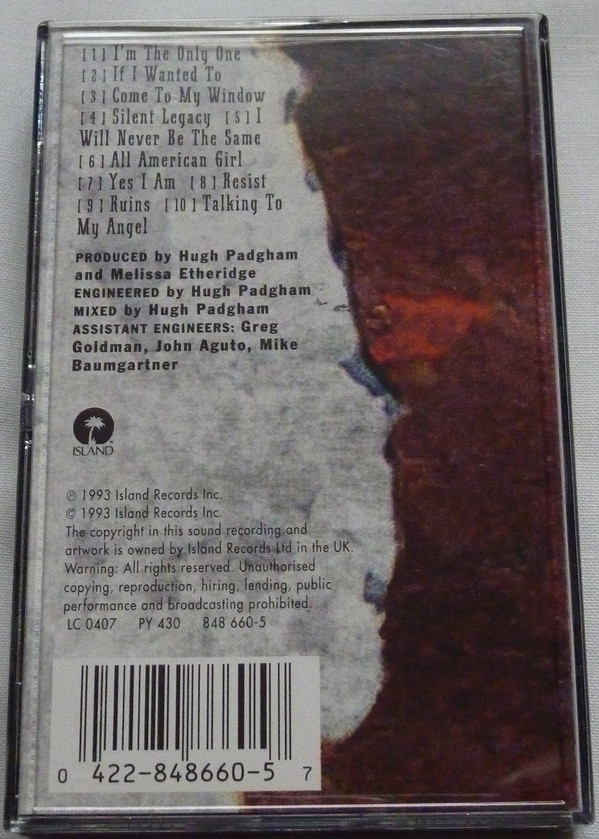 [1] I'm The Only One
[2] If I Wanted To
[3] Come To My Window
[4] Silent Legacy [5] I
Will Never Be The Same
[6] All American Girl
[7] Yes I Am [8] Resist
[9] Ruins [10] Talking To
My Angel
PRODUCED by Hugh Padgham
and Melissa Etheridge
ENGINEERED by Hugh Padgham
MIXED by Hugh Padgham
ASSISTANT ENGINEERS: Greg
Goldman, John Aguto, Mike
Baumgartner
ISLAND
℗ 1993 Island Records Inc.
© 1993 Island Records Inc.
The copyright in this sound recording and
artwork is owned by Island Records Ltd in the UK.
Warning: All rights reserved. Unauthorised
copying, reproduction, hiring, lending, public
performance and broadcasting prohibited.
LC 0407 PY 430 848 660-5
0 422-848660-5 7